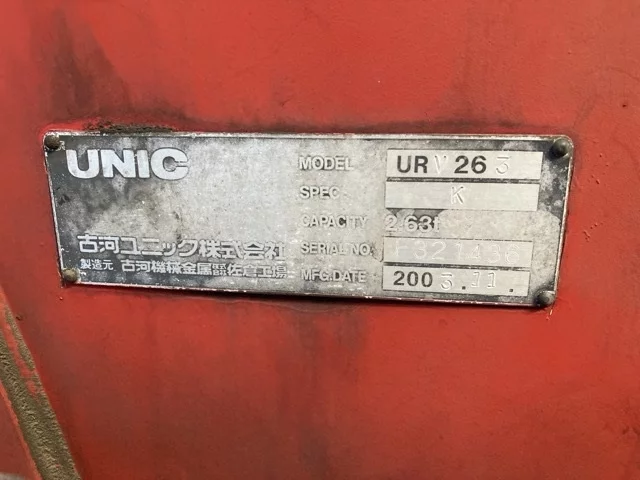 UNIC
MODEL URV263
SPEC K
CAPACITY 2.63t
古河ユニック株式会社
SERIAL NO.
製造元 古河機械金属株式会社佐倉工場
MFG.DATE 2003.11.